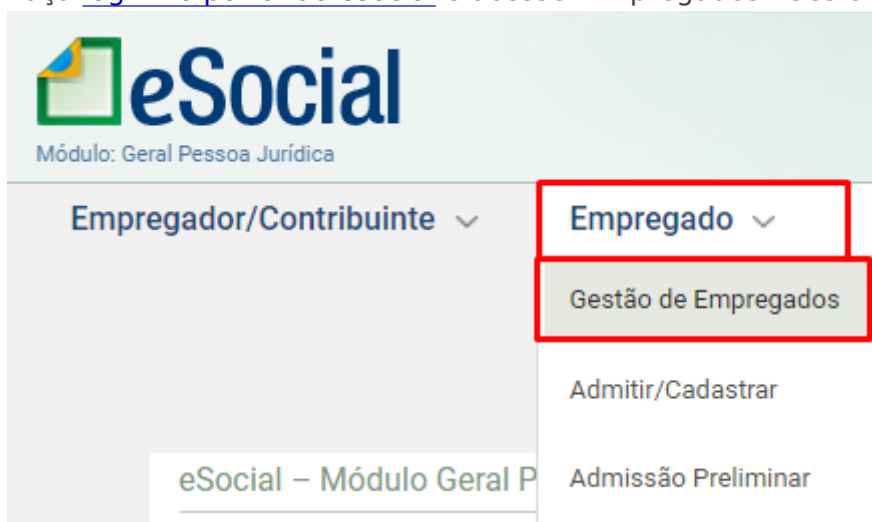 eSocial
Módulo: Geral Pessoa Jurídica
Empregador/Contribuinte
Empregado
Gestão de Empregados
Admitir/Cadastrar
eSocial – Módulo Geral P
Admissão Preliminar